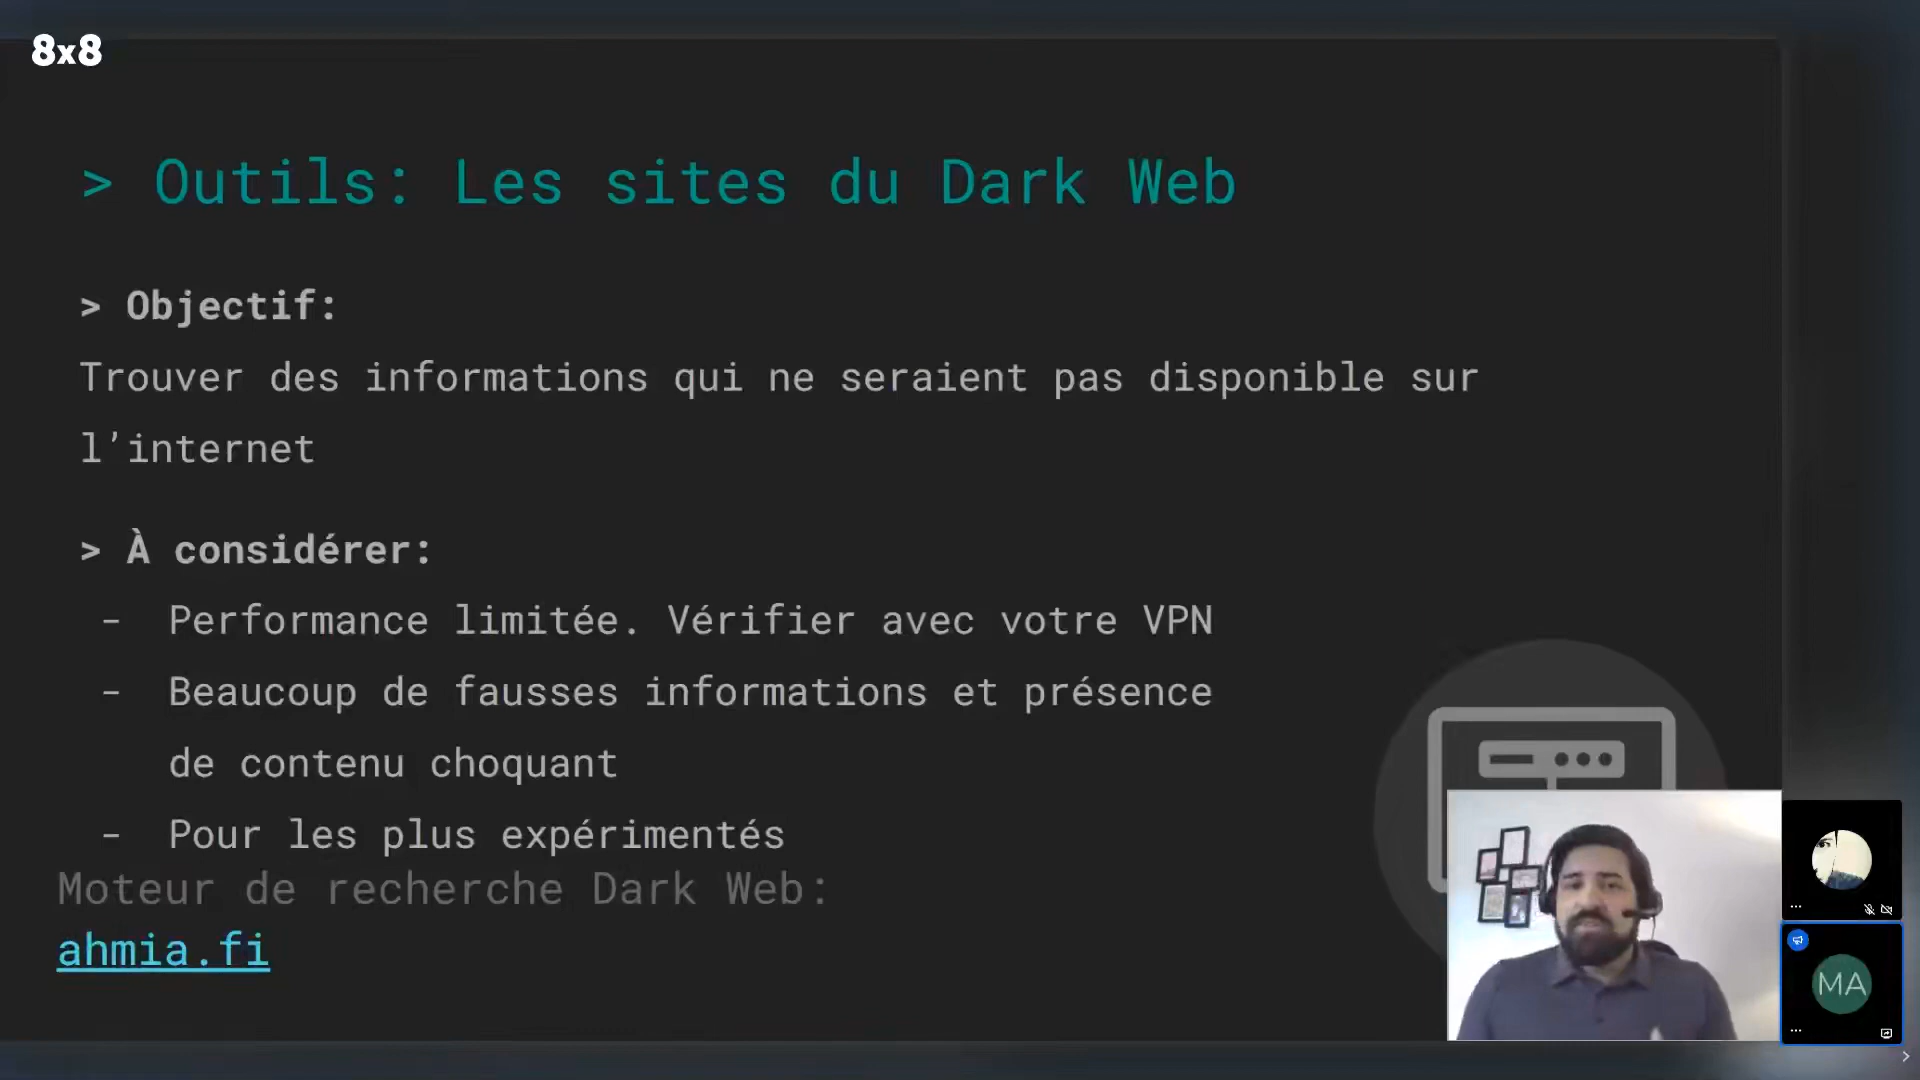 8x8
> Outils: Les sites du Dark Web
> Objectif:
Trouver des informations qui ne seraient pas disponible sur
l’internet
> À considérer:
- Performance limitée. Vérifier avec votre VPN
- Beaucoup de fausses informations et présence
de contenu choquant
- Pour les plus expérimentés
Moteur de recherche Dark Web:
ahmia.fi
MA